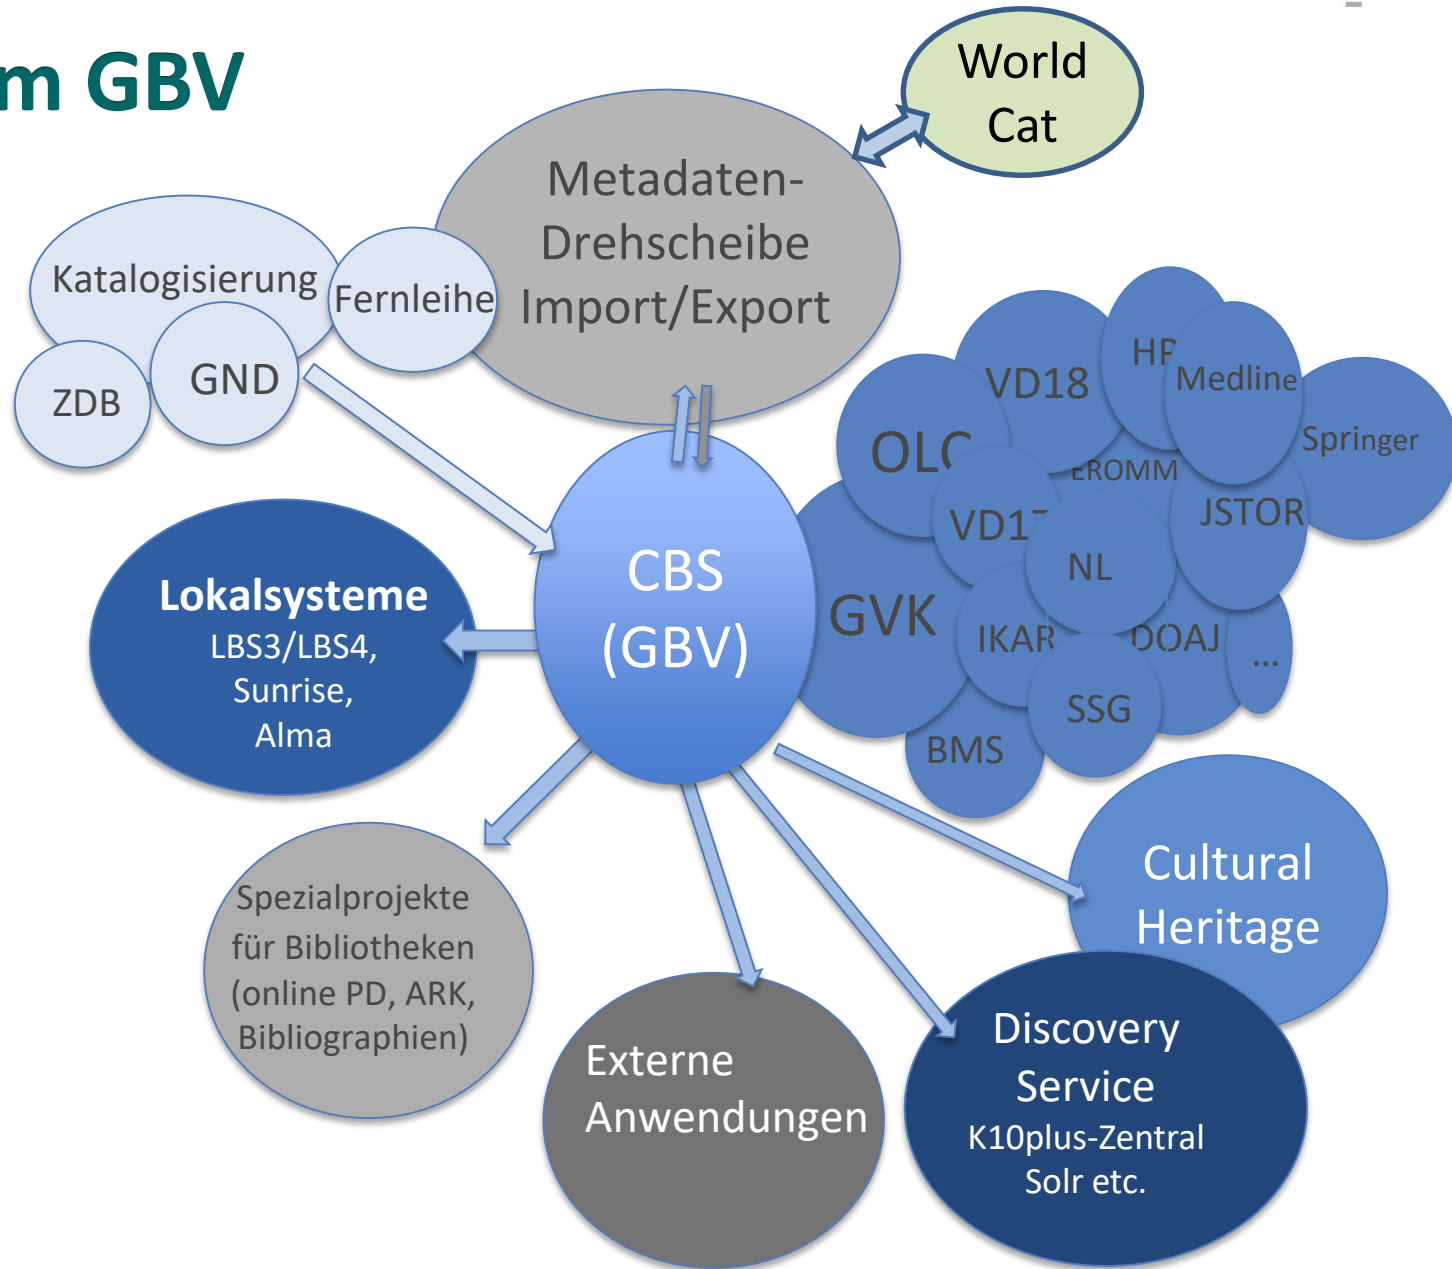 m GBV
World
Cat
Metadaten-
Drehscheibe
Import/Export
Katalogisierung
Fernleihe
ZDB
GND
VD18
Medline
Springer
EROMM
JSTOR
CBS
(GBV)
GVK
NL
IKAR
DOAJ
...
SSG
BMS
Lokalsysteme
LBS3/LBS4,
Sunrise,
Alma
Spezialprojekte
für Bibliotheken
(online PD, ARK,
Bibliographien)
Cultural
Heritage
Externe
Anwendungen
Discovery
Service
K10plus-Zentral
Solr etc.